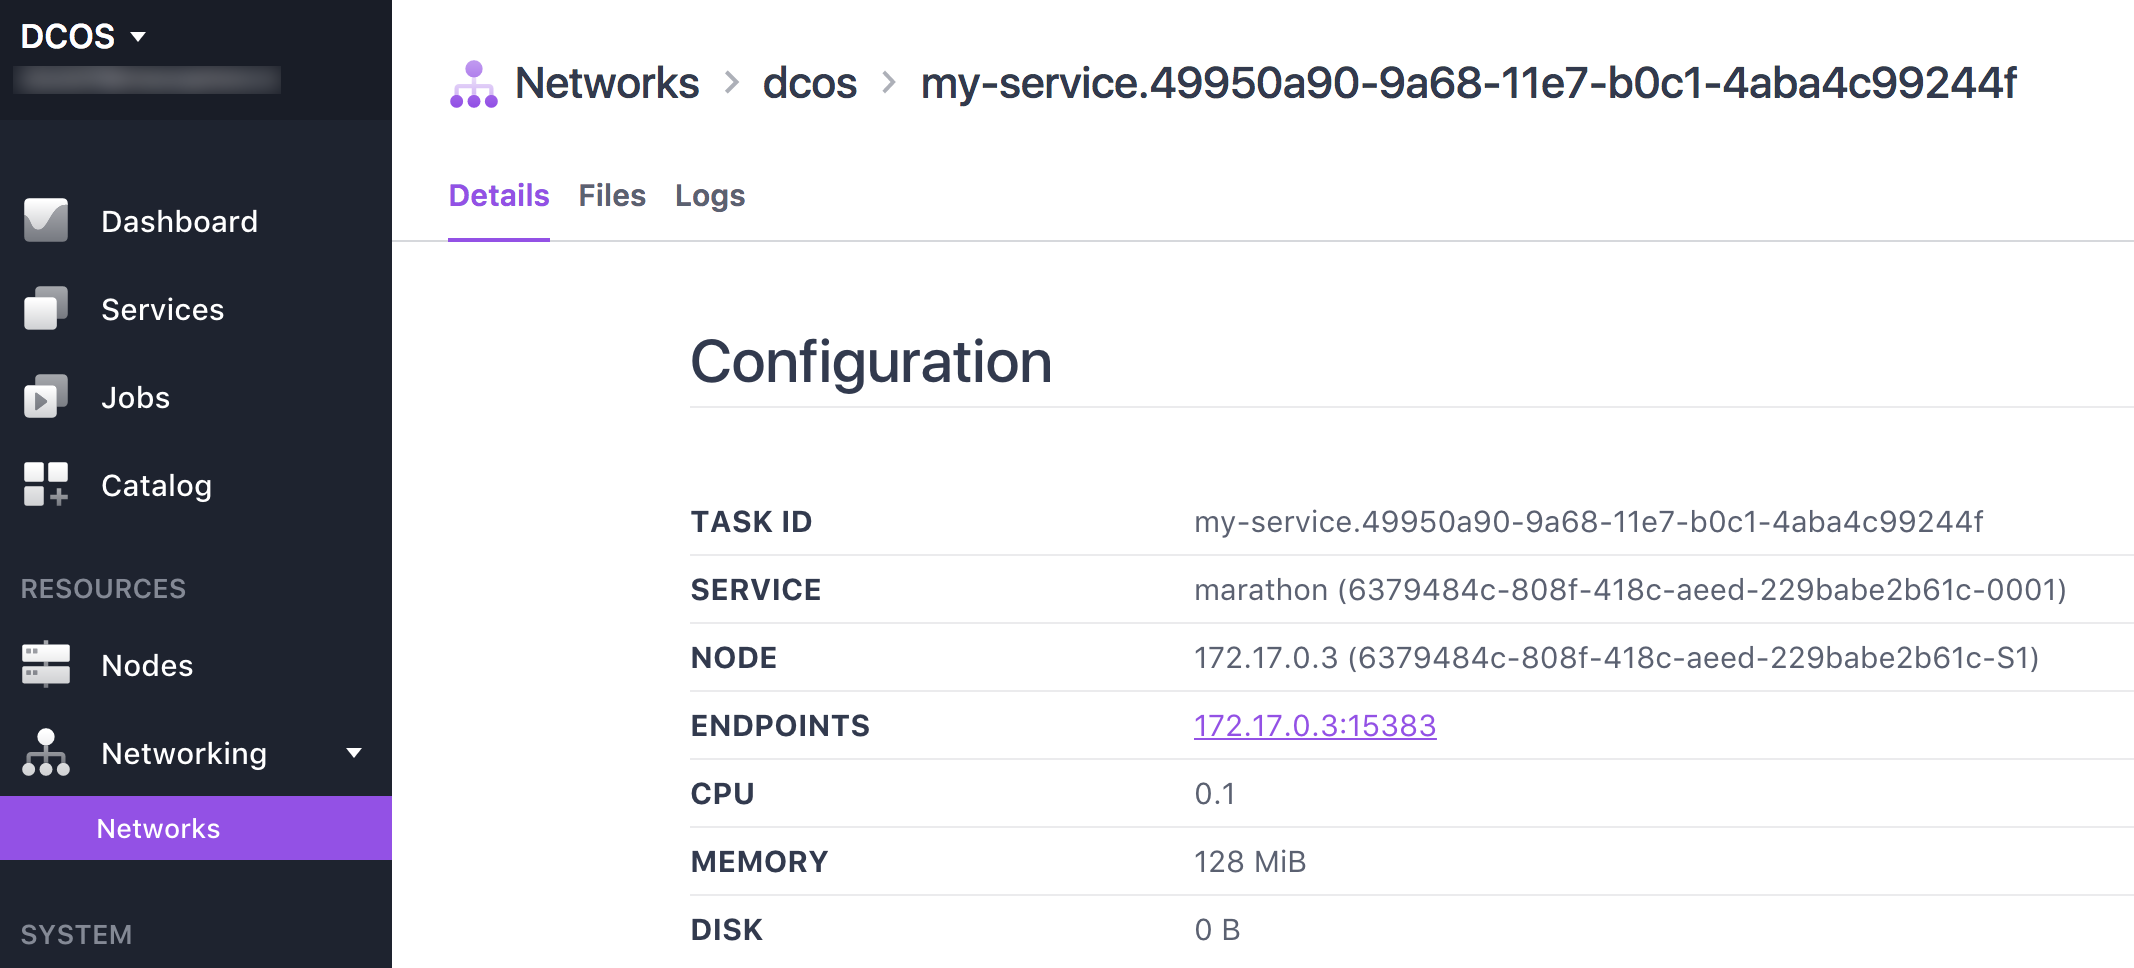 DCOS
Dashboard
Services
Jobs
Catalog
RESOURCES
Nodes
Networking
Networks
SYSTEM
Networks > dcos > my-service.49950a90-9a68-11e7-b0c1-4aba4c99244f
Details Files Logs
Configuration
TASK ID my-service.49950a90-9a68-11e7-b0c1-4aba4c99244f
SERVICE marathon (6379484c-808f-418c-aeed-229babe2b61c-0001)
NODE 172.17.0.3 (6379484c-808f-418c-aeed-229babe2b61c-S1)
ENDPOINTS 172.17.0.3:15383
CPU 0.1
MEMORY 128 MiB
DISK 0 B